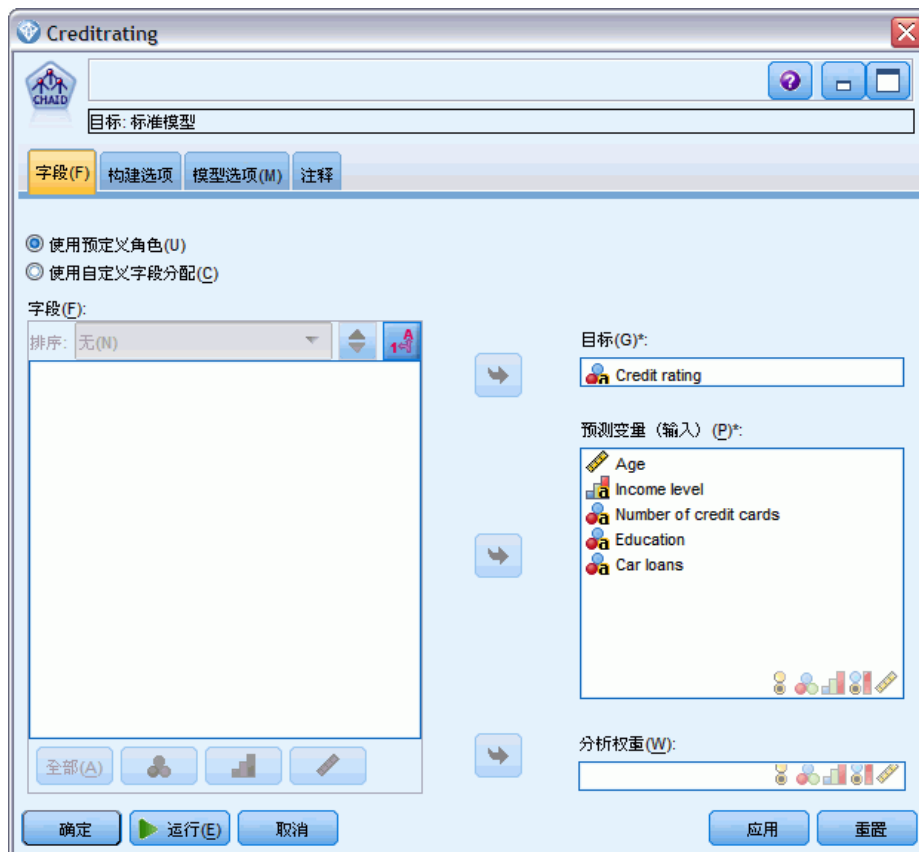 Creditrating
CHAID
目标: 标准模型
字段(F) 构建选项 模型选项(M) 注释
使用预定义角色(U)
使用自定义字段分配(C)
字段(F):
排序: 无(N)
目标(G)*:
Credit rating
预测变量（输入）(P)*:
Age
Income level
Number of credit cards
Education
Car loans
全部(A)
分析权重(W):
确定 运行(E) 取消 应用 重置